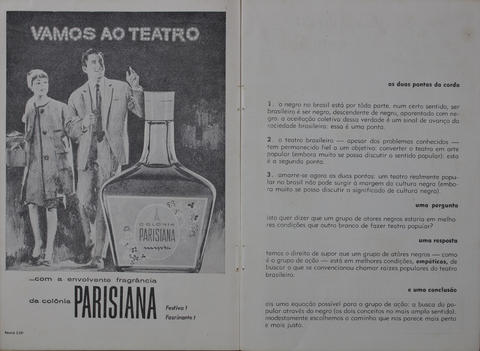 VAMOS AO TEATRO
COLONIA
PARISIANA
...com a envolvente fragrância
da colônia PARISIANA
Festiva!
Fascinante!
as duas pontas da corda
1. o negro no brasil está por tôda parte. num certo sentido, ser
brasileiro é ser negro, descendente de negro, aparentado com ne-
gro. a aceitação coletiva dessa verdade é um sinal de avanço da
sociedade brasileira: essa é uma ponta.
2. o teatro brasileiro — apesar dos problemas conhecidos —
tem permanecido fiel a um objetivo: converter o teatro em arte
popular (embora muito se possa discutir o sentido popular): esta
é a segunda ponta.
3. amarre-se agora as duas pontas: um teatro realmente popu-
lar no brasil não pode surgir à margem da cultura negra (embo-
ra muito se possa discutir o significado de cultura negra).
uma pergunta
isto quer dizer que um grupo de atores negros estaria em melho-
res condições que outro branco de fazer teatro popular?
uma resposta
temos o direito de supor que um grupo de atôres negros — como
é o grupo de ação — está em melhores condições, empáticas, de
buscar o que se convencionou chamar raízes populares do teatro
brasileiro.
e uma conclusão
eis uma equação possível para o grupo de ação: a busca do po-
pular através do negro (os dois conceitos no mais amplo sentido).
modestamente escolhemos o caminho que nos parece mais perto
e mais justo.